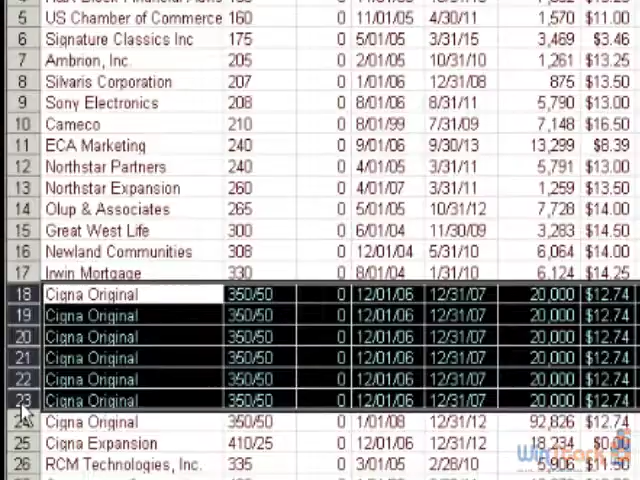 5 US Chamber of Commerce 160 0 11/01/05 4/30/11 1,570 $11.00
6 Signature Classics Inc 175 0 5/01/05 3/31/15 3,469 $3.46
7 Ambrion, Inc. 205 0 2/01/05 10/31/10 1,261 $13.25
8 Silvaris Corporation 207 0 1/01/06 12/31/08 875 $13.50
9 Sony Electronics 208 0 8/01/06 8/31/11 5,790 $13.00
10 Cameco 210 0 8/01/99 7/31/09 7,148 $16.50
11 ECA Marketing 240 0 9/01/06 9/30/13 13,299 $8.39
12 Northstar Partners 240 0 4/01/05 3/31/11 5,791 $13.00
13 Northstar Expansion 260 0 4/01/07 3/31/11 1,259 $13.50
14 Olup & Associates 265 0 5/01/05 10/31/12 7,728 $14.00
15 Great West Life 300 0 6/01/04 11/30/09 3,283 $14.50
16 Newland Communities 308 0 12/01/04 5/31/10 6,064 $14.00
17 Irwin Mortgage 330 0 8/01/04 1/31/10 6,124 $14.25
18 Cigna Original 350/50 0 12/01/06 12/31/07 20,000 $12.74
19 Cigna Original 350/50 0 12/01/06 12/31/07 20,000 $12.74
20 Cigna Original 350/50 0 12/01/06 12/31/07 20,000 $12.74
21 Cigna Original 350/50 0 12/01/06 12/31/07 20,000 $12.74
22 Cigna Original 350/50 0 12/01/06 12/31/07 20,000 $12.74
23 Cigna Original 350/50 0 12/01/06 12/31/07 20,000 $12.74
24 Cigna Original 350/50 0 1/01/08 12/31/12 92,826 $12.74
25 Cigna Expansion 410/25 0 12/01/06 12/31/12 18,234
26 RCM Technologies, Inc. 335 0 3/01/05 2/28/10 5,906 $11.50